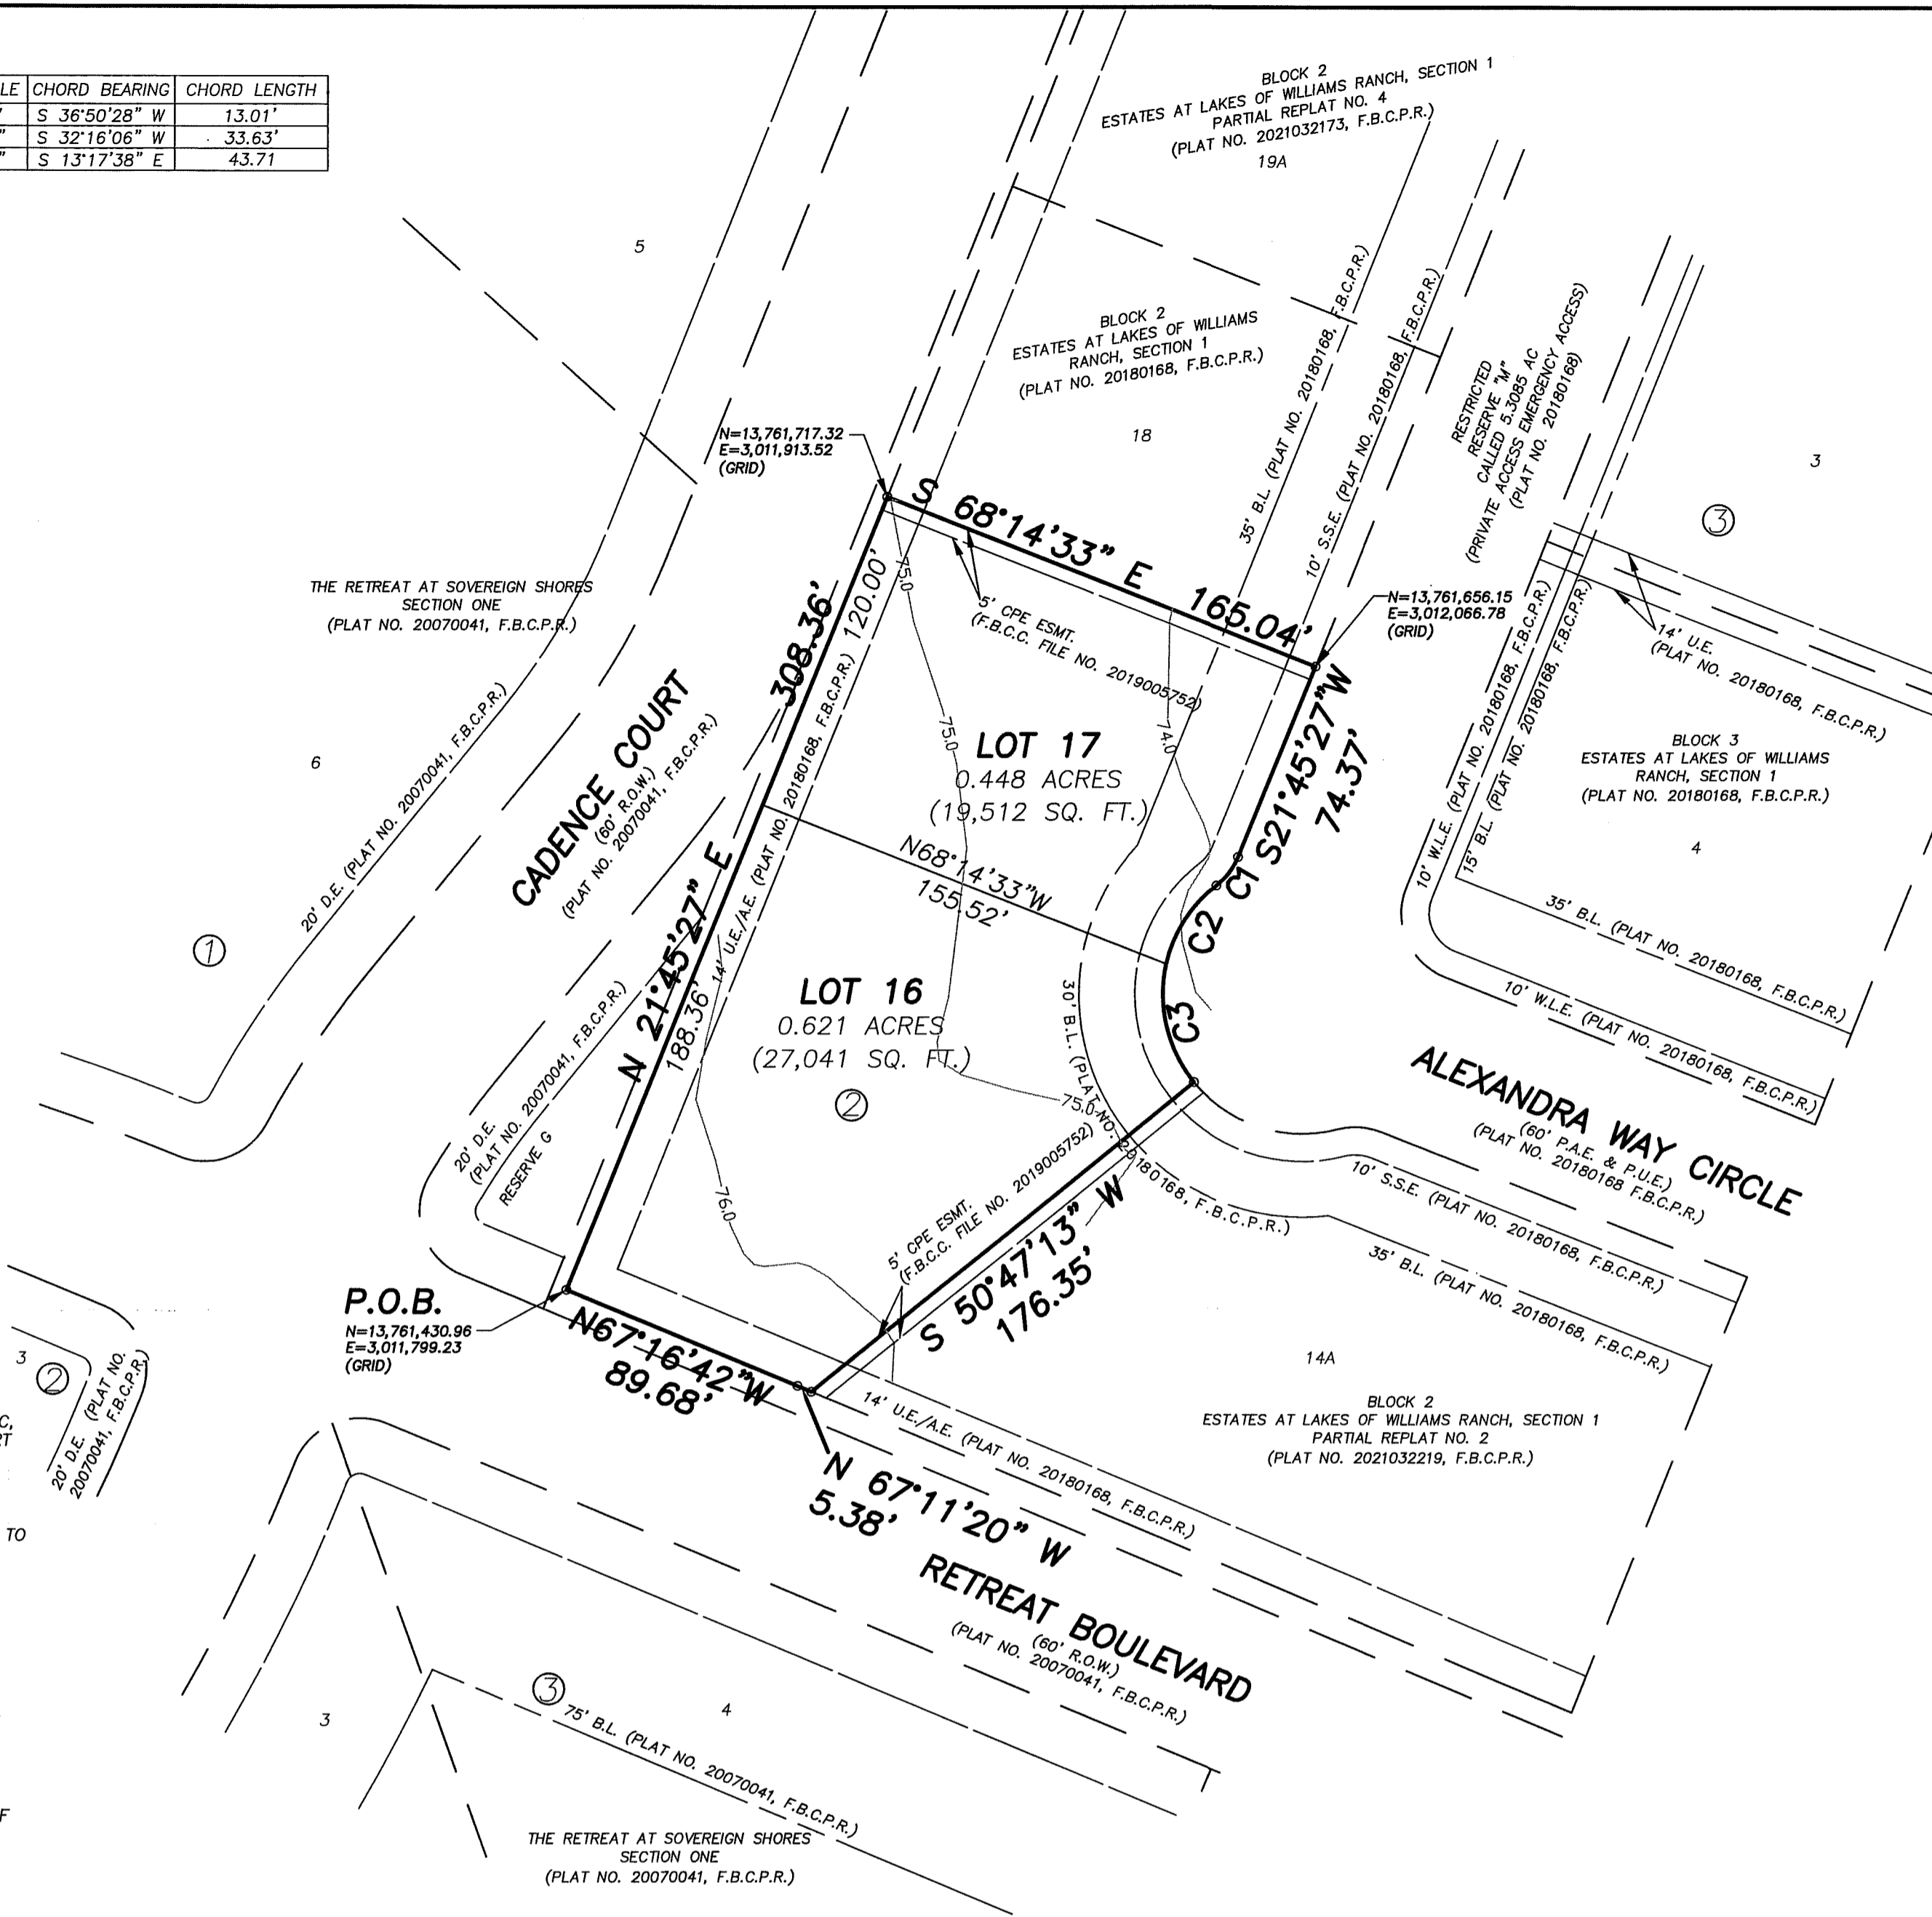 LE CHORD BEARING CHORD LENGTH
" S 36°50'28" W 13.01'
" S 32°16'06" W 33.63'
" S 13°17'38" E 43.71
BLOCK 2
ESTATES AT LAKES OF WILLIAMS RANCH, SECTION 1
PARTIAL REPLAT NO. 4
(PLAT NO. 2021032173, F.B.C.P.R.)
19A
5
BLOCK 2
ESTATES AT LAKES OF WILLIAMS
RANCH, SECTION 1
(PLAT NO. 20180168, F.B.C.P.R.)
18
35' B.L. (PLAT NO. 20180168, F.B.C.P.R.)
10' S.S.E. (PLAT NO. 20180168, F.B.C.P.R.)
RESTRICTED
RESERVE "M"
CALLED 5.3085 AC
(PRIVATE ACCESS EMERGENCY ACCESS)
(PLAT NO. 20180168)
3
3
N=13,761,717.32
E=3,011,913.52
(GRID)
S 68°14'33" E 165.04'
N=13,761,656.15
E=3,012,066.78
(GRID)
THE RETREAT AT SOVEREIGN SHORES
SECTION ONE
(PLAT NO. 20070041, F.B.C.P.R.)
5' CPE ESMT.
(F.B.C.C. FILE NO. 2019005752)
75.0
75.0
74.0
14' U.E.
(PLAT NO. 20180168, F.B.C.P.R.)
10' W.L.E. (PLAT NO. 20180168, F.B.C.P.R.)
15' B.L. (PLAT NO. 20180168, F.B.C.P.R.)
308.36'
120.00'
CADENCE COURT
(60' R.O.W.)
(PLAT NO. 20070041, F.B.C.P.R.)
20' D.E. (PLAT NO. 20070041, F.B.C.P.R.)
6
1
LOT 17
0.448 ACRES
(19,512 SQ. FT.)
S21°45'27"W
74.37'
C1
C2
C3
BLOCK 3
ESTATES AT LAKES OF WILLIAMS
RANCH, SECTION 1
(PLAT NO. 20180168, F.B.C.P.R.)
4
35' B.L. (PLAT NO. 20180168, F.B.C.P.R.)
10' W.L.E. (PLAT NO. 20180168, F.B.C.P.R.)
N68°14'33"W
155.52'
N 21°45'27" E
188.36'
14' U.E./A.E. (PLAT NO. 20180168, F.B.C.P.R.)
LOT 16
0.621 ACRES
(27,041 SQ. FT.)
2
30' B.L. (PLAT NO. 20180168, F.B.C.P.R.)
75.0
76.0
20' D.E.
(PLAT NO. 20070041, F.B.C.P.R.)
RESERVE G
ALEXANDRA WAY CIRCLE
(60' P.A.E. & P.U.E.)
(PLAT NO. 20180168 F.B.C.P.R.)
10' S.S.E. (PLAT NO. 20180168, F.B.C.P.R.)
35' B.L. (PLAT NO. 20180168, F.B.C.P.R.)
5' CPE ESMT.
(F.B.C.C. FILE NO. 2019005752)
S 50°47'13" W
176.35'
P.O.B.
N=13,761,430.96
E=3,011,799.23
(GRID)
N67°16'42"W
89.68'
N 67°11'20" W
5.38'
14' U.E./A.E. (PLAT NO. 20180168, F.B.C.P.R.)
14A
BLOCK 2
ESTATES AT LAKES OF WILLIAMS RANCH, SECTION 1
PARTIAL REPLAT NO. 2
(PLAT NO. 2021032219, F.B.C.P.R.)
3
2
20' D.E. (PLAT NO.
20070041, F.B.C.P.R.)
C,
RT
TO
F
RETREAT BOULEVARD
(60' R.O.W.)
(PLAT NO. 20070041, F.B.C.P.R.)
3
3
4
75' B.L. (PLAT NO. 20070041, F.B.C.P.R.)
THE RETREAT AT SOVEREIGN SHORES
SECTION ONE
(PLAT NO. 20070041, F.B.C.P.R.)